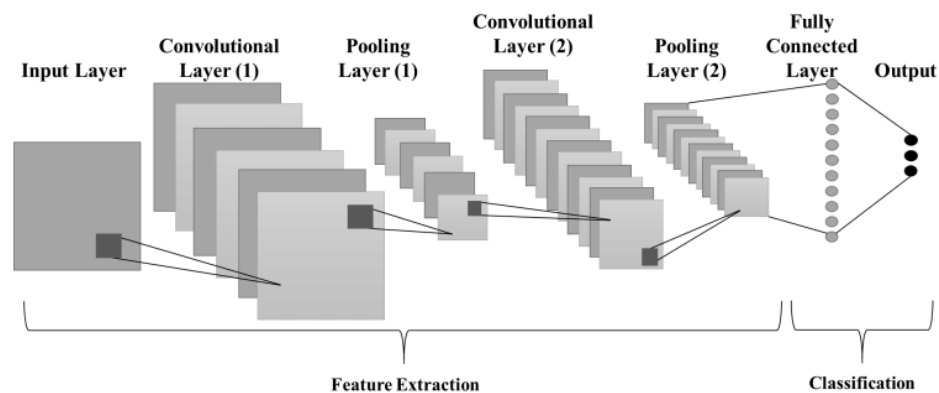 Input Layer
Convolutional
Layer (1)
Pooling
Layer (1)
Convolutional
Layer (2)
Pooling
Layer (2)
Fully
Connected
Layer
Output
Feature Extraction
Classification